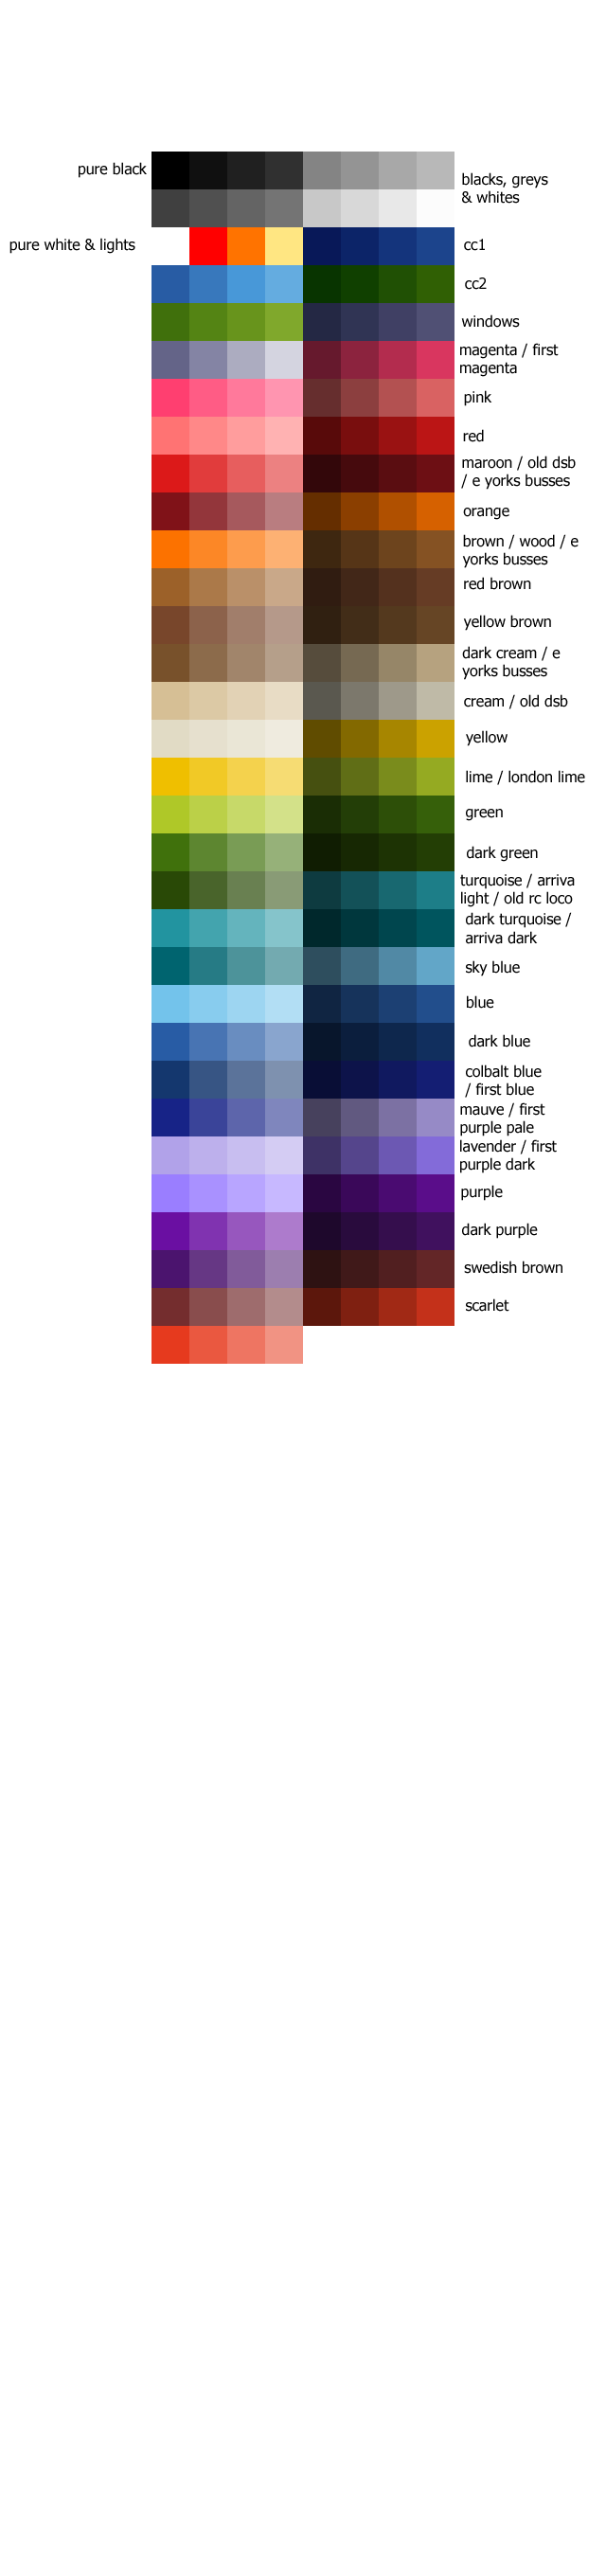 pure black
blacks, greys
& whites
pure white & lights
cc1
cc2
windows
magenta / first
magenta
pink
red
maroon / old dsb
/ e yorks busses
orange
brown / wood / e
yorks busses
red brown
yellow brown
dark cream / e
yorks busses
cream / old dsb
yellow
lime / london lime
green
dark green
turquoise / arriva
light / old rc loco
dark turquoise /
arriva dark
sky blue
blue
dark blue
colbalt blue
/ first blue
mauve / first
purple pale
lavender / first
purple dark
purple
dark purple
swedish brown
scarlet